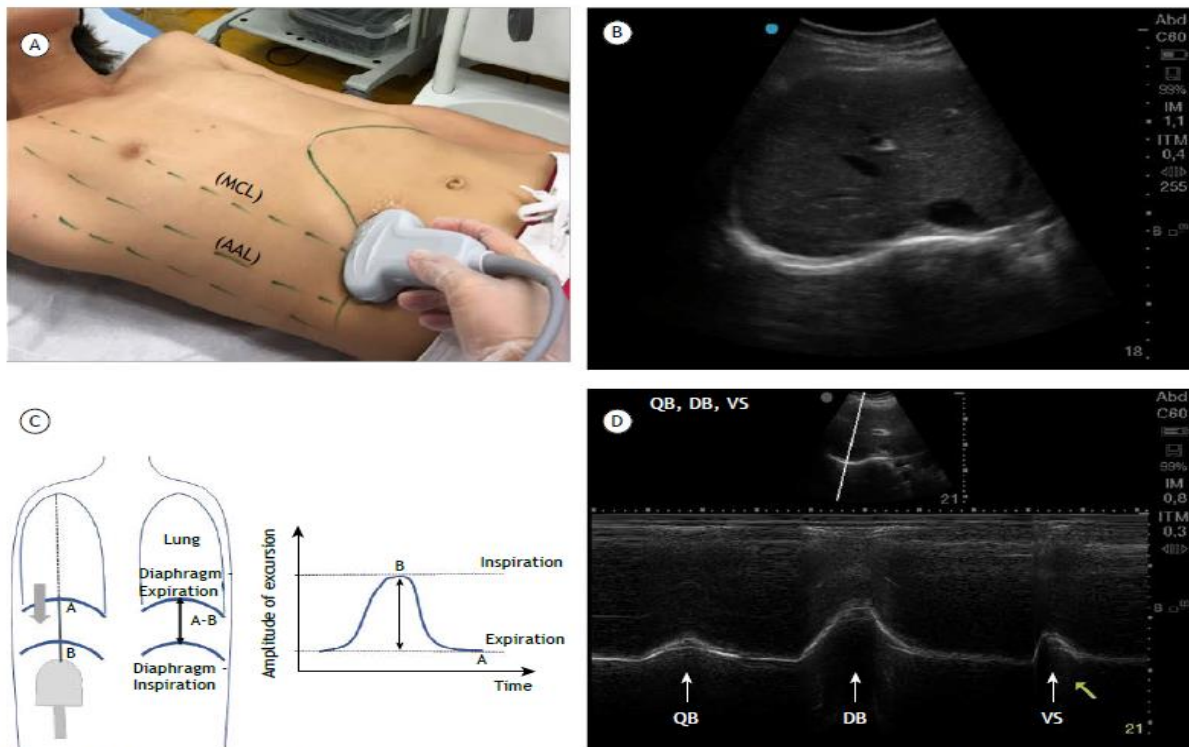 A
(MCL)
(AAL)
B
Abd
C60
99%
IM
1,1
ITM
0,4
255
B
18
C
Lung
Diaphragm
Expiration
A
A-B
B
Diaphragm
Inspiration
Amplitude of excursion
B
Inspiration
Expiration
A
Time
D
QB, DB, VS
21
Abd
C60
99%
IM
0,8
ITM
0,3
B
QB
DB
VS
21